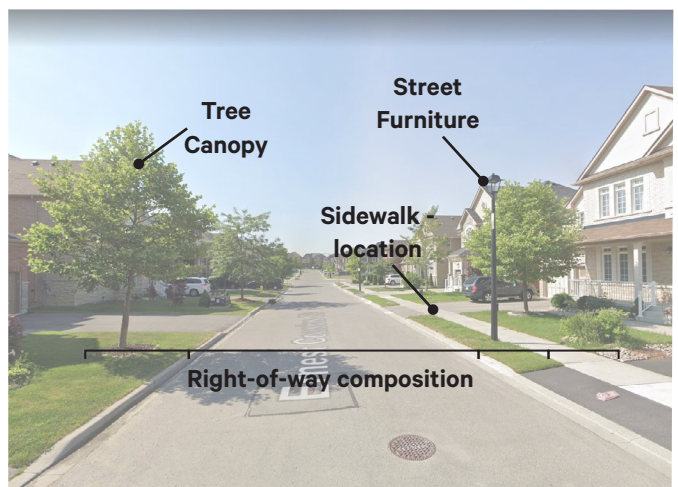 Tree
Canopy
Street
Furniture
Sidewalk -
location
Right-of-way composition